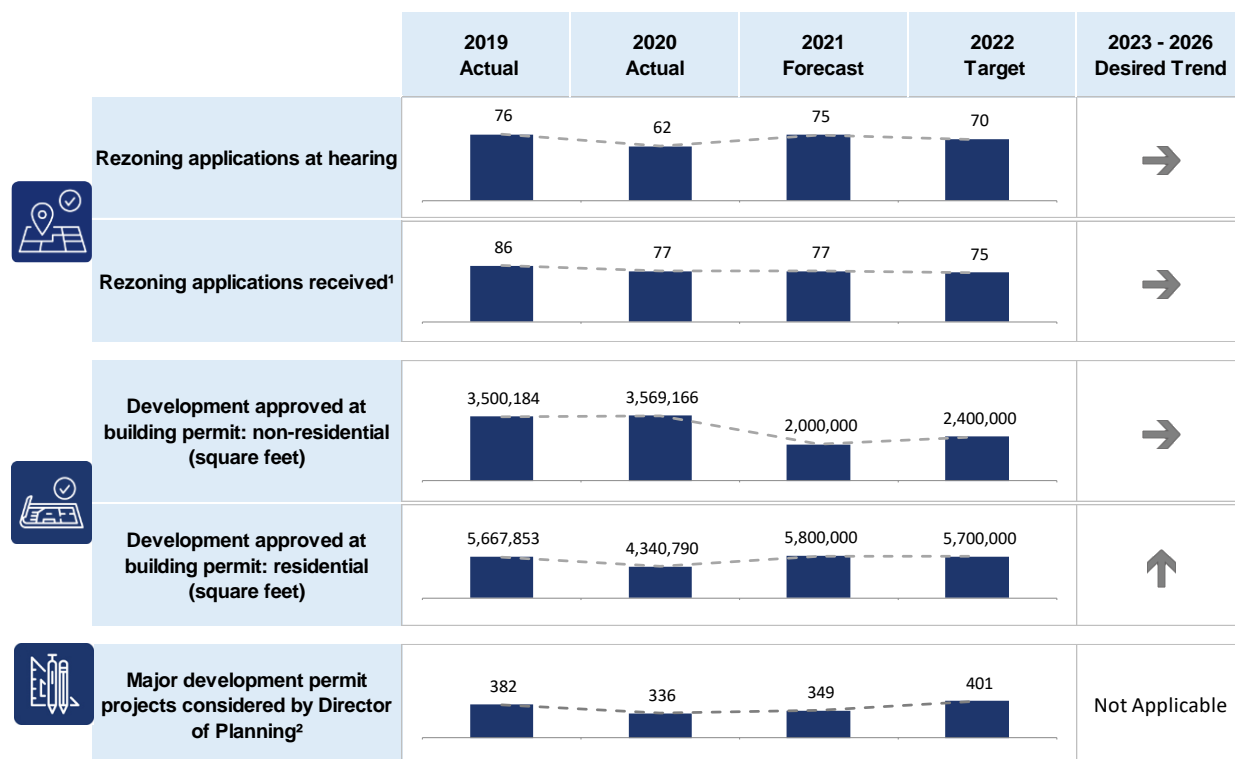 2019 2020 2021 2022 2023 - 2026
Actual Actual Forecast Target Desired Trend
76 62 75 70
Rezoning applications at hearing
86 77 77 75
Rezoning applications received¹
3,500,184 3,569,166 2,000,000 2,400,000
Development approved at
building permit: non-residential
(square feet)
5,667,853 4,340,790 5,800,000 5,700,000
Development approved at
building permit: residential
(square feet)
382 336 349 401
Major development permit
projects considered by Director
of Planning²
Not Applicable